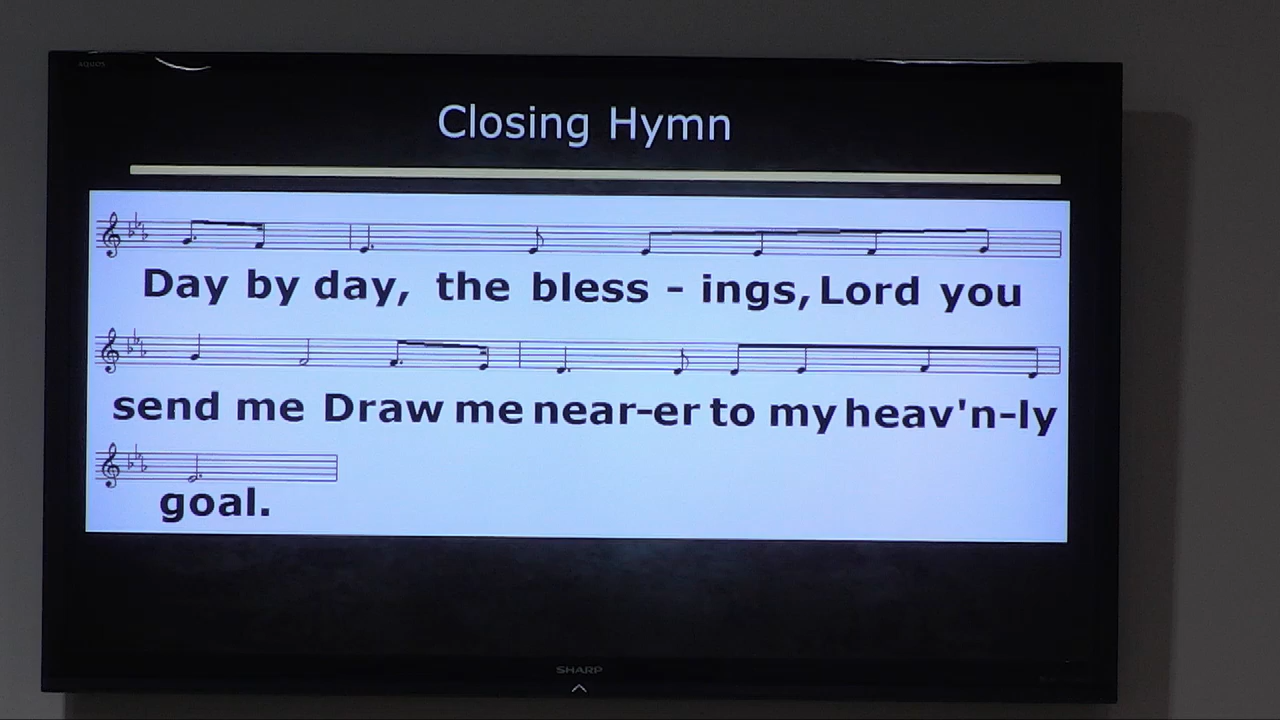 AQUOS
Closing Hymn
Day by day, the bless - ings, Lord you
send me Draw me near-er to my heav'n-ly
goal.
SHARP